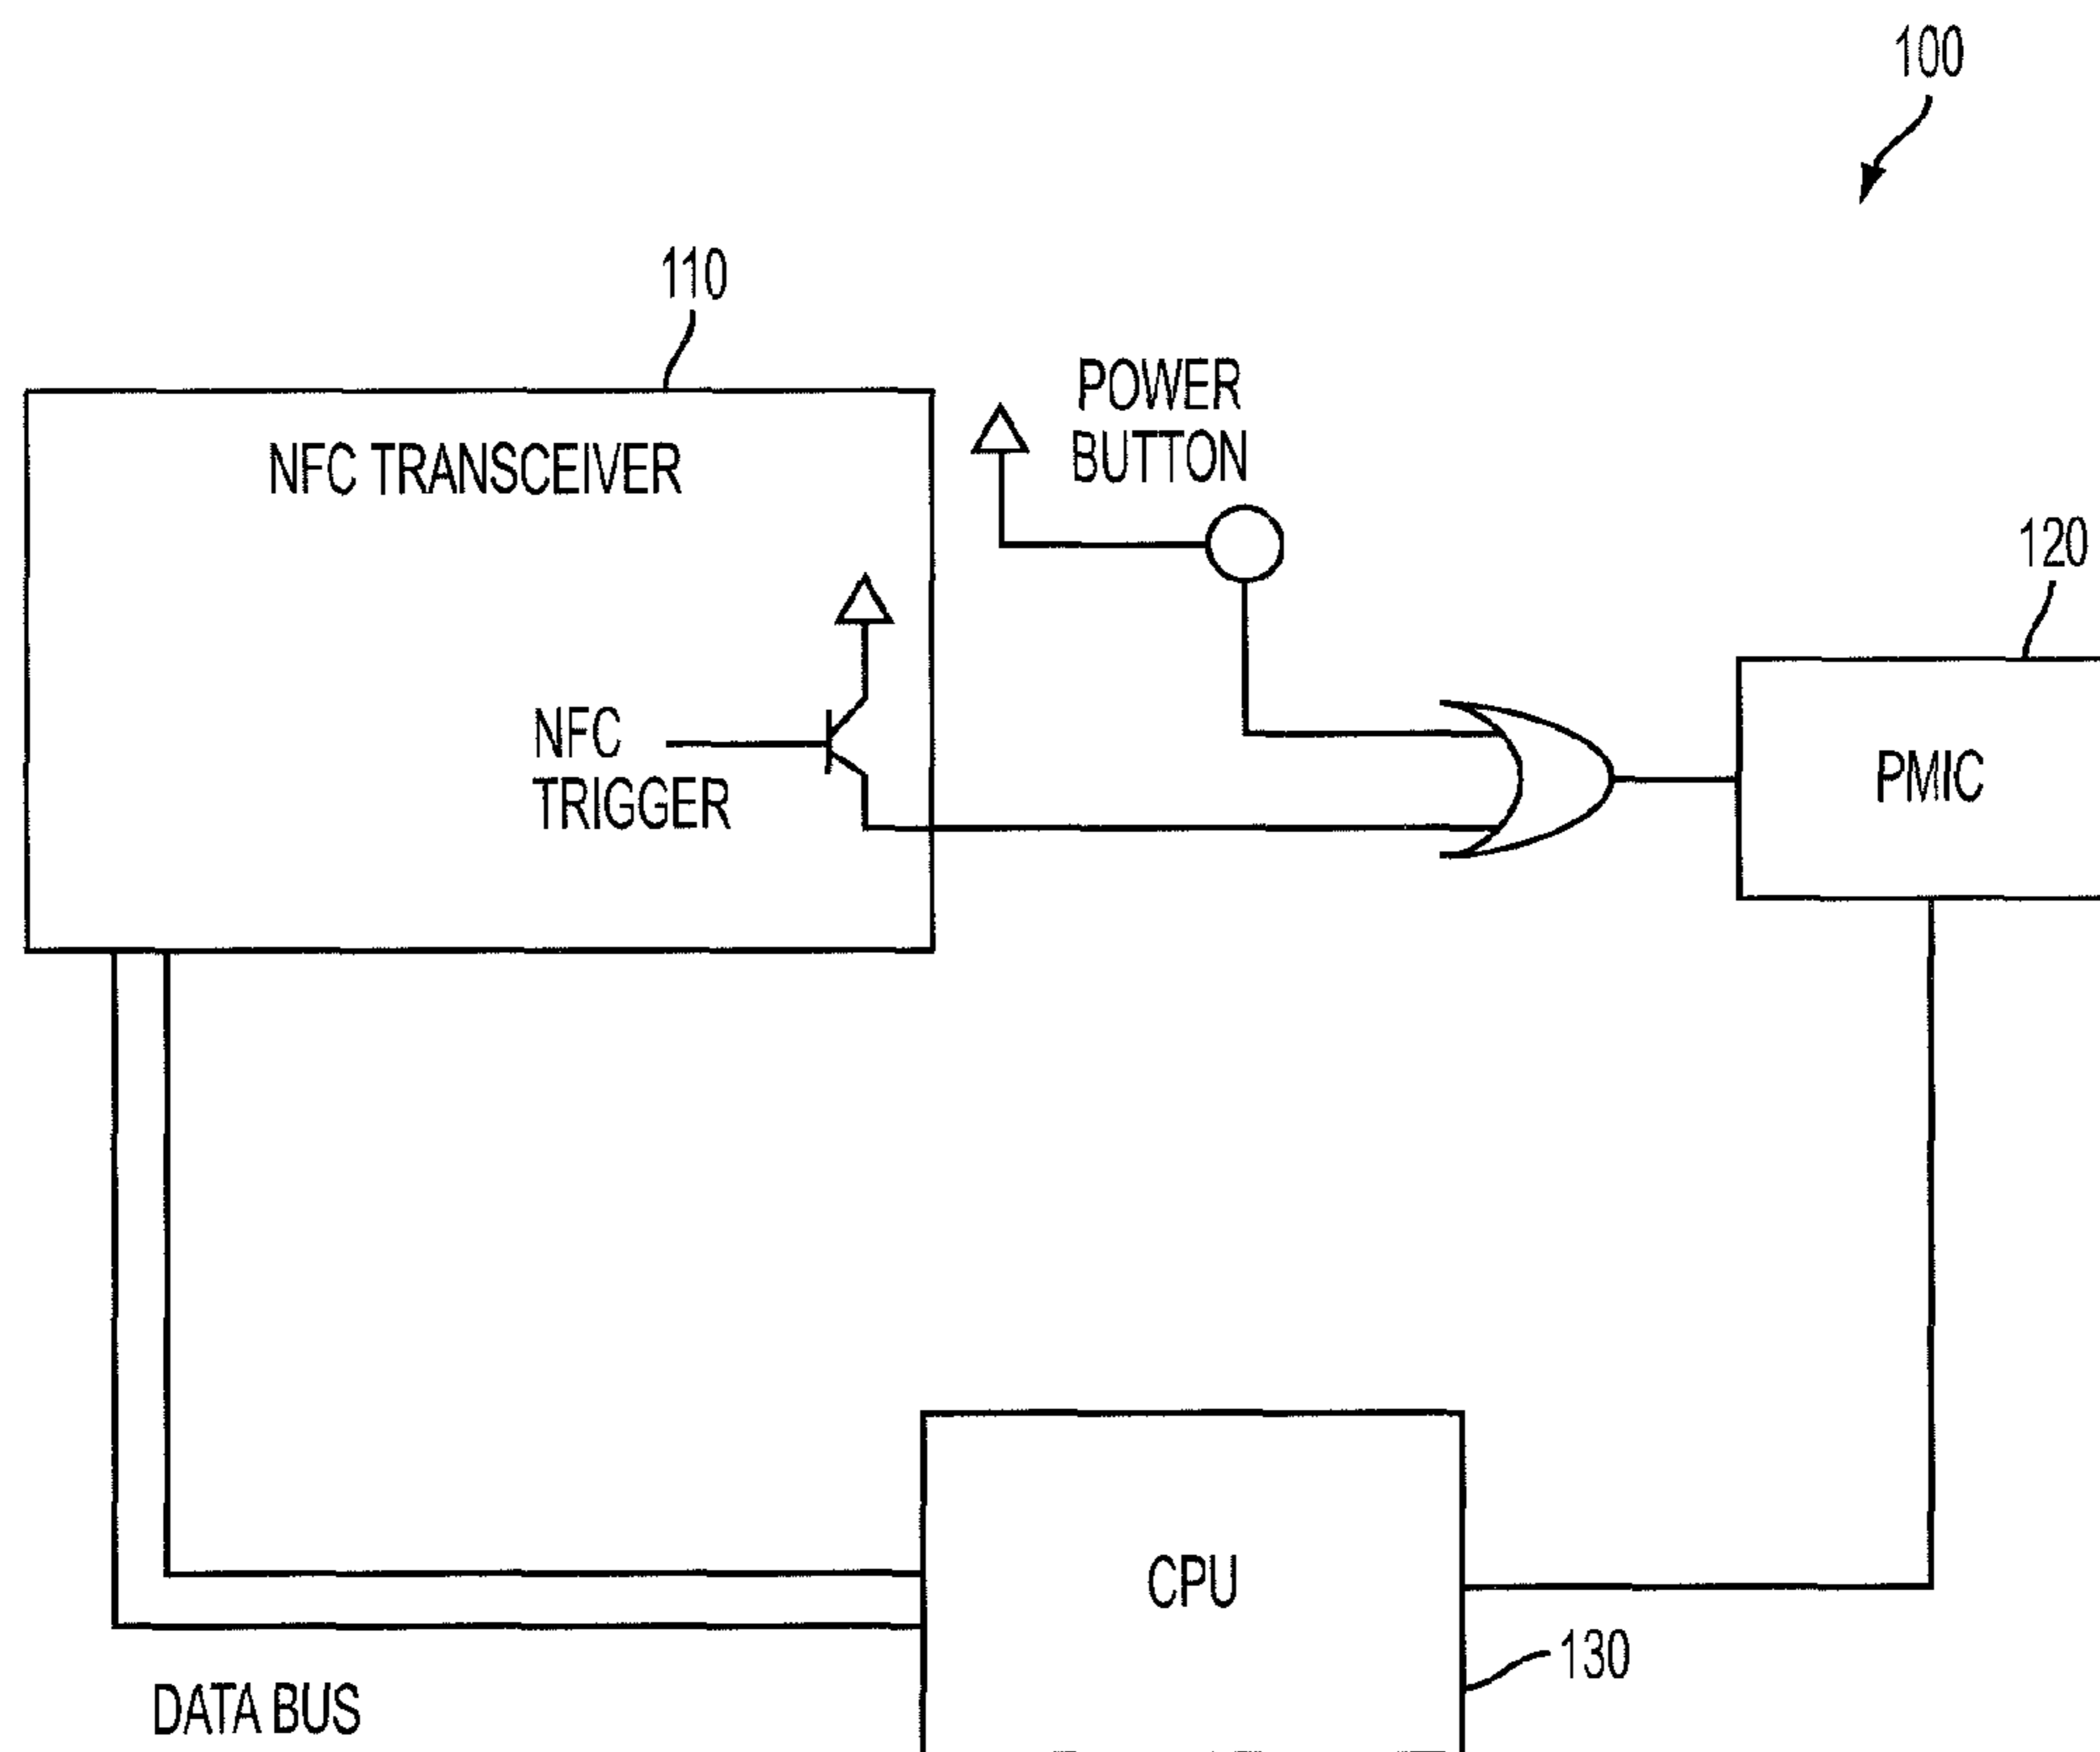 100
110
POWER
BUTTON
NFC TRANSCEIVER
120
NFC
TRIGGER
PMIC
CPU
130
DATA BUS